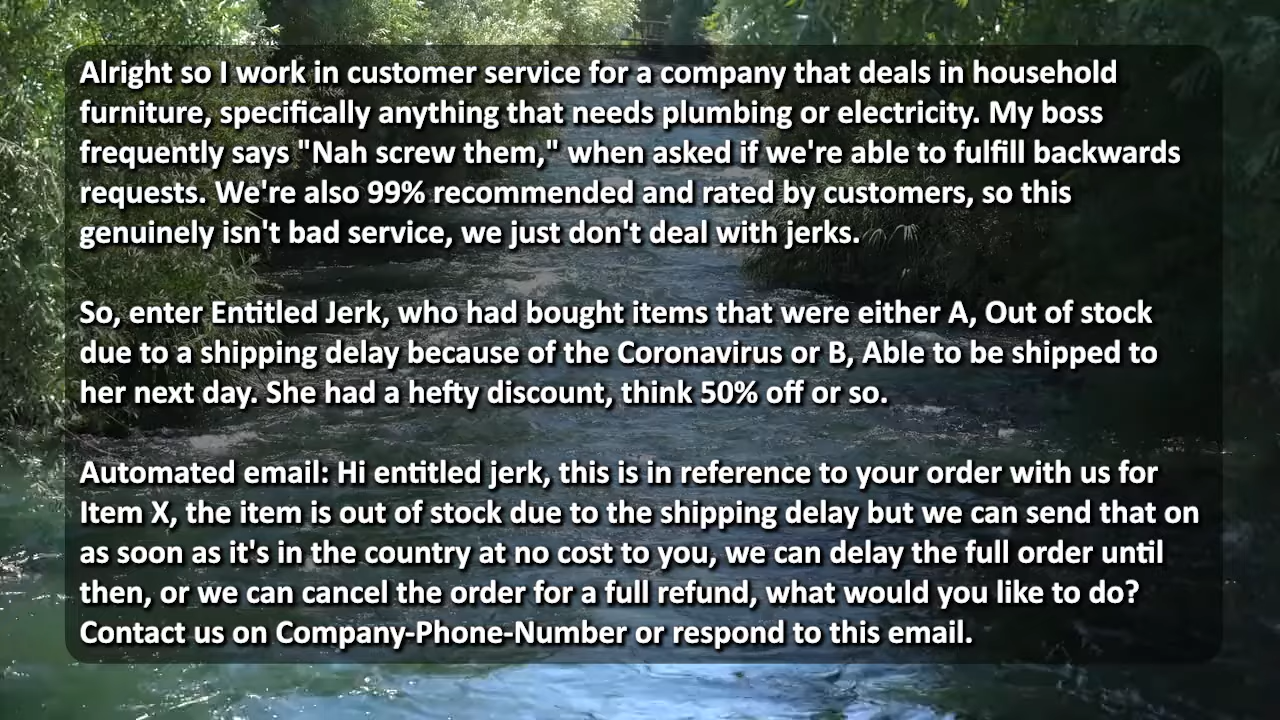 Alright so I work in customer service for a company that deals in household
furniture, specifically anything that needs plumbing or electricity. My boss
frequently says "Nah screw them," when asked if we're able to fulfill backwards
requests. We're also 99% recommended and rated by customers, so this
genuinely isn't bad service, we just don't deal with jerks.
So, enter Entitled Jerk, who had bought items that were either A, Out of stock
due to a shipping delay because of the Coronavirus or B, Able to be shipped to
her next day. She had a hefty discount, think 50% off or so.
Automated email: Hi entitled jerk, this is in reference to your order with us for
Item X, the item is out of stock due to the shipping delay but we can send that on
as soon as it's in the country at no cost to you, we can delay the full order until
then, or we can cancel the order for a full refund, what would you like to do?
Contact us on Company-Phone-Number or respond to this email.